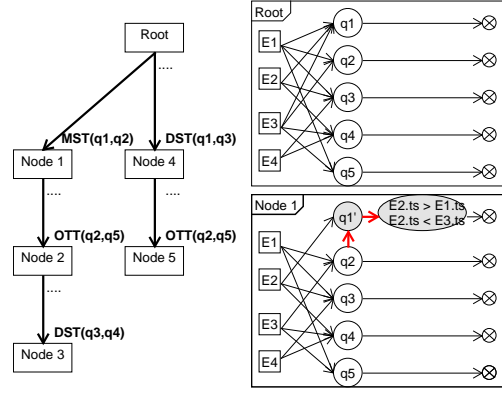 Root
....
MST(q1,q2)
DST(q1,q3)
Node 1
Node 4
....
....
OTT(q2,q5)
OTT(q2,q5)
Node 2
Node 5
....
DST(q3,q4)
Node 3
Root
E1
E2
E3
E4
q1
q2
q3
q4
q5
Node 1
E1
E2
E3
E4
q1'
q2
q3
q4
q5
E2.ts > E1.ts
E2.ts < E3.ts